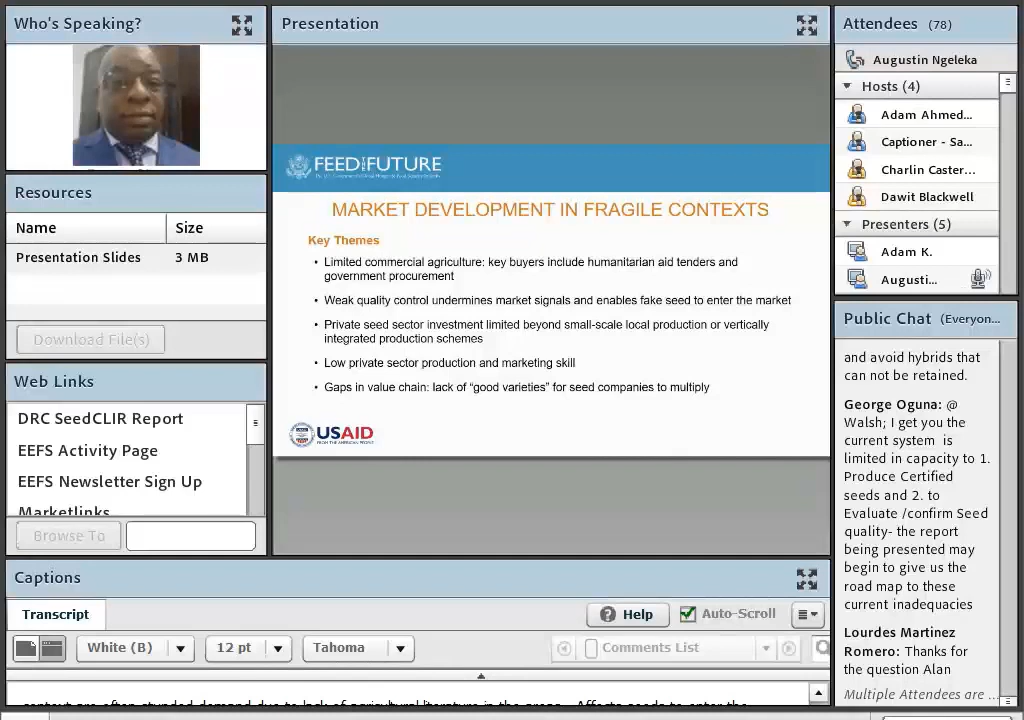 Who's Speaking?
Resources
Name Size
Presentation Slides 3 MB
Download File(s)
Web Links
DRC SeedCLIR Report
EEFS Activity Page
EEFS Newsletter Sign Up
Marketlinks
Browse To
Presentation
FEED THE FUTURE
MARKET DEVELOPMENT IN FRAGILE CONTEXTS
Key Themes
• Limited commercial agriculture: key buyers include humanitarian aid tenders and
government procurement
• Weak quality control undermines market signals and enables fake seed to enter the market
• Private seed sector investment limited beyond small-scale local production or vertically
integrated production schemes
• Low private sector production and marketing skill
• Gaps in value chain: lack of “good varieties” for seed companies to multiply
USAID
FROM THE AMERICAN PEOPLE
Captions
Transcript
Help
Auto-Scroll
White (B)
12 pt
Tahoma
Comments List
Attendees (78)
Augustin Ngeleka
Hosts (4)
Adam Ahmed...
Captioner - Sa...
Charlin Caster...
Dawit Blackwell
Presenters (5)
Adam K.
Augusti...
Public Chat (Everyon...
and avoid hybrids that
can not be retained.
George Oguna: @
Walsh; I get you the
current system is
limited in capacity to 1.
Produce Certified
seeds and 2. to
Evaluate /confirm Seed
quality- the report
being presented may
begin to give us the
road map to these
current inadequacies
Lourdes Martinez
Romero: Thanks for
the question Alan
Multiple Attendees are ...